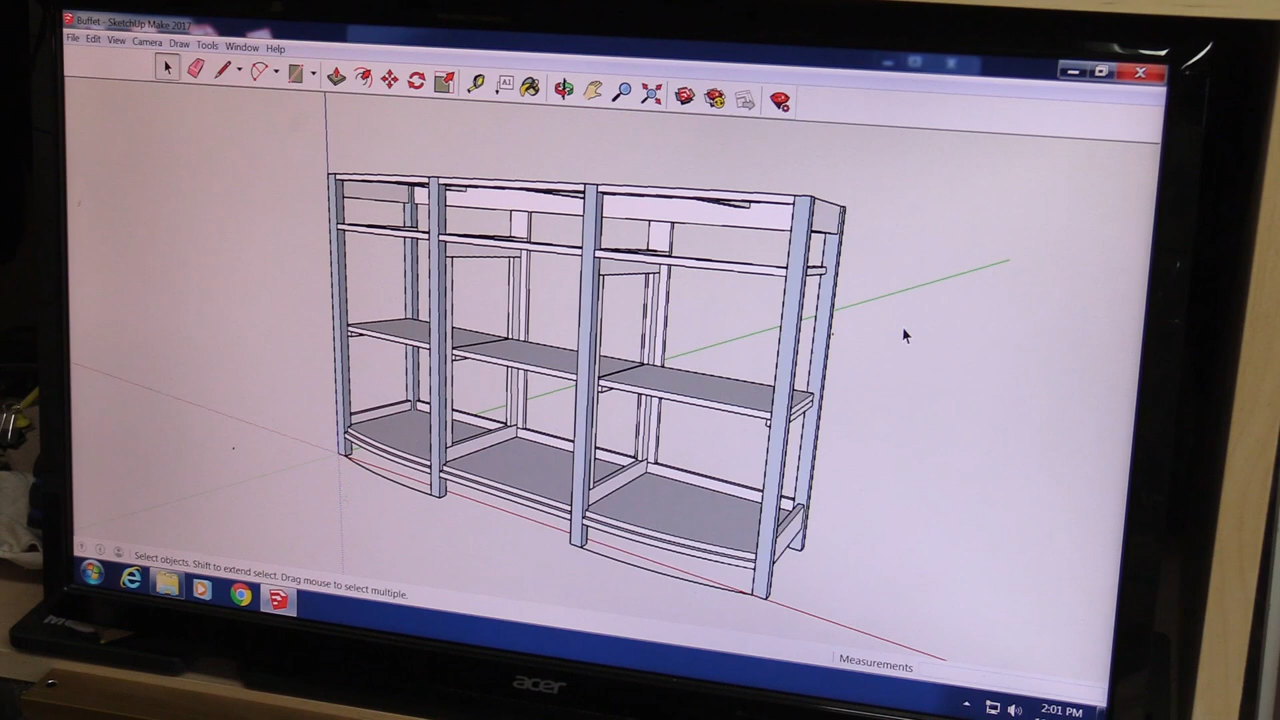 Buffet - SketchUp Make 2017
File Edit View Camera Draw Tools Window Help
A1
Select objects. Shift to extend select. Drag mouse to select multiple.
Measurements
2:01 PM
acer